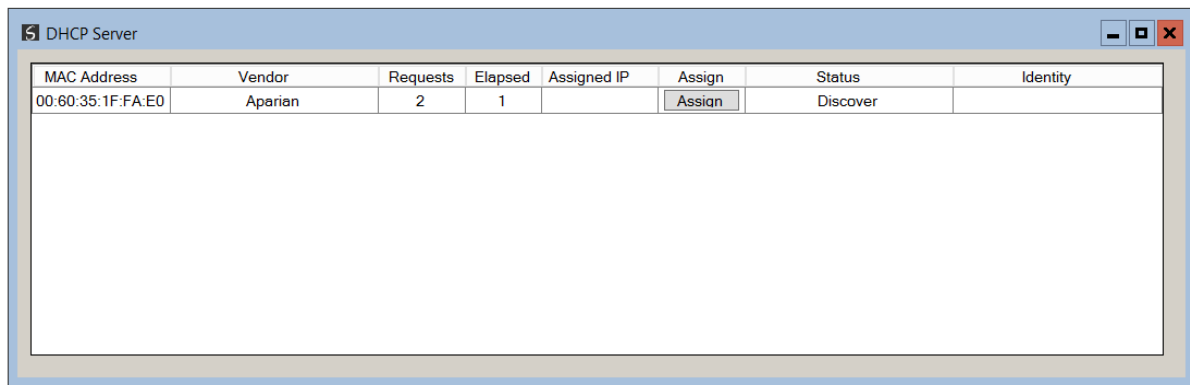 DHCP Server
MAC Address Vendor Requests Elapsed Assigned IP Assign Status Identity
00:60:35:1F:FA:E0 Aparian 2 1 Assign Discover